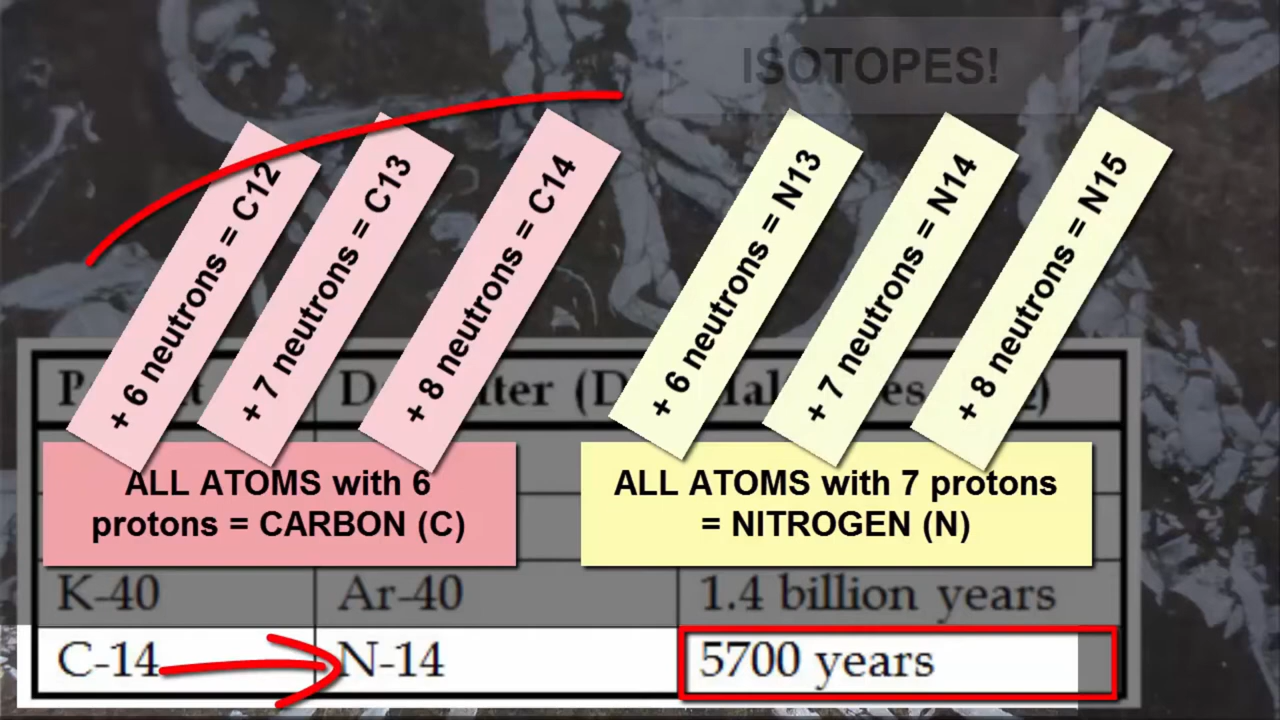 ISOTOPES!
+ 6 neutrons = C12
+ 7 neutrons = C13
+ 8 neutrons = C14
+ 6 neutrons = N13
+ 7 neutrons = N14
+ 8 neutrons = N15
ALL ATOMS with 6
protons = CARBON (C)
ALL ATOMS with 7 protons
= NITROGEN (N)
K-40 Ar-40 1.4 billion years
C-14 N-14 5700 years